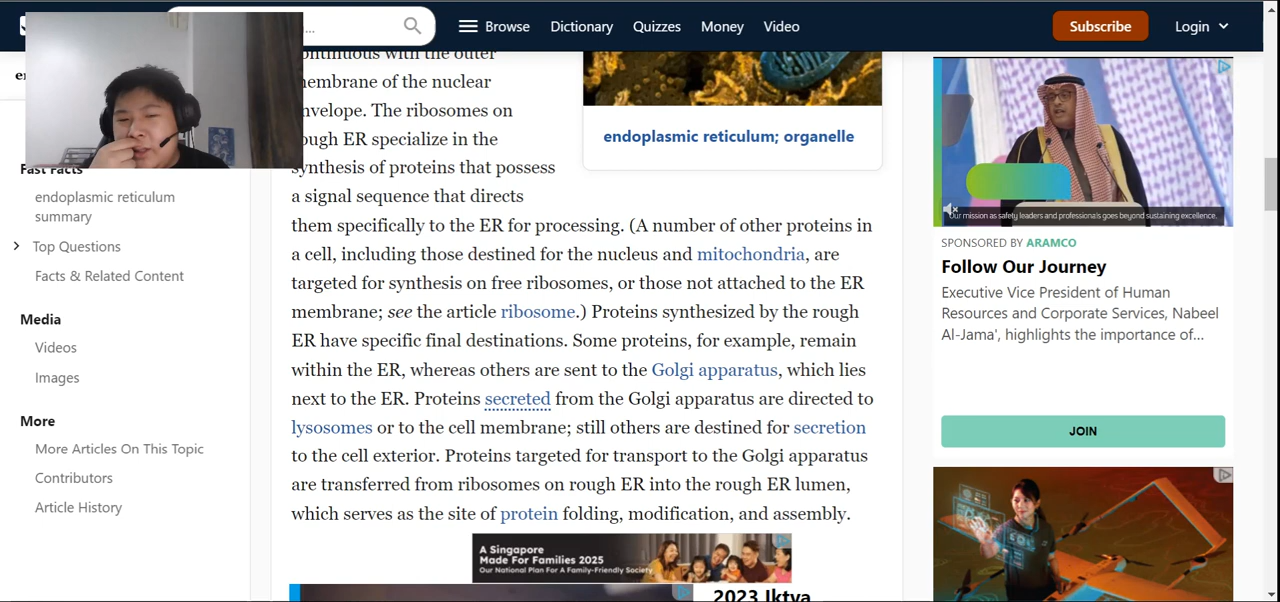 ...
Browse
Dictionary
Quizzes
Money
Video
Subscribe
Login
continuous with the outer
membrane of the nuclear
envelope. The ribosomes on
rough ER specialize in the
synthesis of proteins that possess
a signal sequence that directs
them specifically to the ER for processing. (A number of other proteins in
a cell, including those destined for the nucleus and mitochondria, are
targeted for synthesis on free ribosomes, or those not attached to the ER
membrane; see the article ribosome.) Proteins synthesized by the rough
ER have specific final destinations. Some proteins, for example, remain
within the ER, whereas others are sent to the Golgi apparatus, which lies
next to the ER. Proteins secreted from the Golgi apparatus are directed to
lysosomes or to the cell membrane; still others are destined for secretion
to the cell exterior. Proteins targeted for transport to the Golgi apparatus
are transferred from ribosomes on rough ER into the rough ER lumen,
which serves as the site of protein folding, modification, and assembly.
endoplasmic reticulum; organelle
Fast Facts
endoplasmic reticulum
summary
Top Questions
Facts & Related Content
Media
Videos
Images
More
More Articles On This Topic
Contributors
Article History
Our mission as safety leaders and professionals goes beyond sustaining excellence.
SPONSORED BY ARAMCO
Follow Our Journey
Executive Vice President of Human
Resources and Corporate Services, Nabeel
Al-Jama', highlights the importance of...
JOIN
A Singapore
Made For Families 2025
Our National Plan For A Family-Friendly Society
2023 Iktva